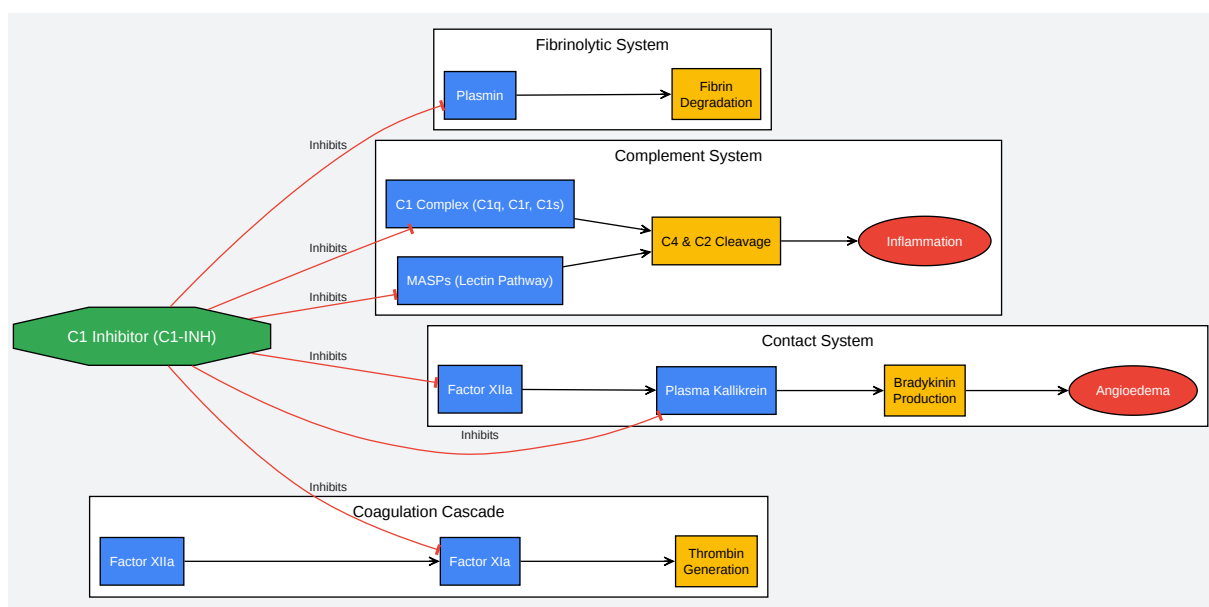 Fibrinolytic System
Plasmin
Fibrin
Degradation
Inhibits
Complement System
C1 Complex (C1q, C1r, C1s)
C4 & C2 Cleavage
Inflammation
Inhibits
MASPs (Lectin Pathway)
Inhibits
C1 Inhibitor (C1-INH)
Contact System
Inhibits
Factor XIIa
Plasma Kallikrein
Bradykinin
Production
Angioedema
Inhibits
Inhibits
Coagulation Cascade
Factor XIIa
Factor XIa
Thrombin
Generation